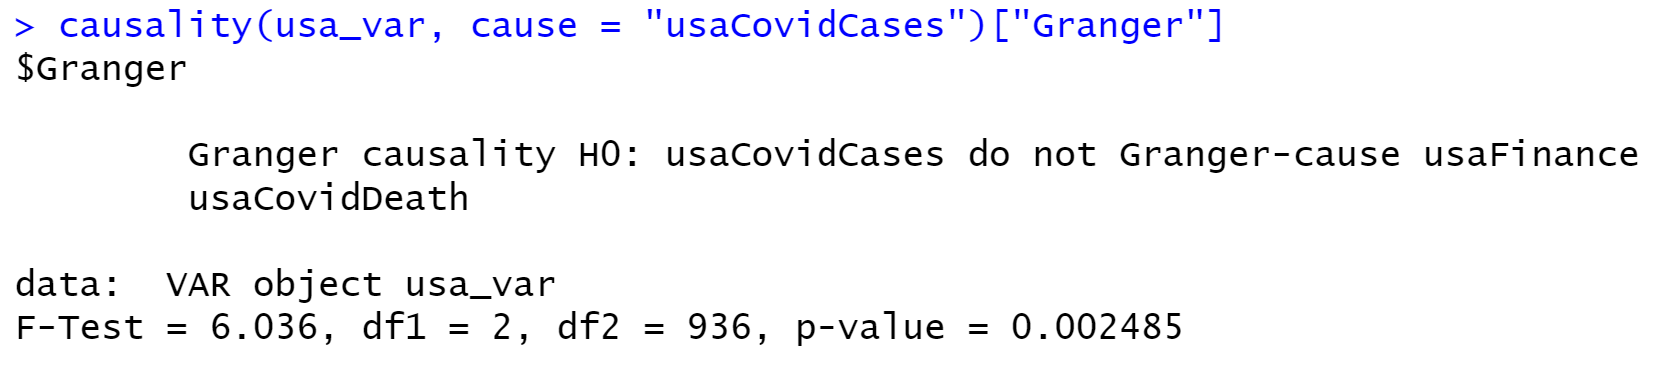 > causality(usa_var, cause = "usaCovidCases")["Granger"]
$Granger
Granger causality H0: usaCovidCases do not Granger-cause usaFinance
usaCovidDeath
data:  VAR object usa_var
F-Test = 6.036, df1 = 2, df2 = 936, p-value = 0.002485